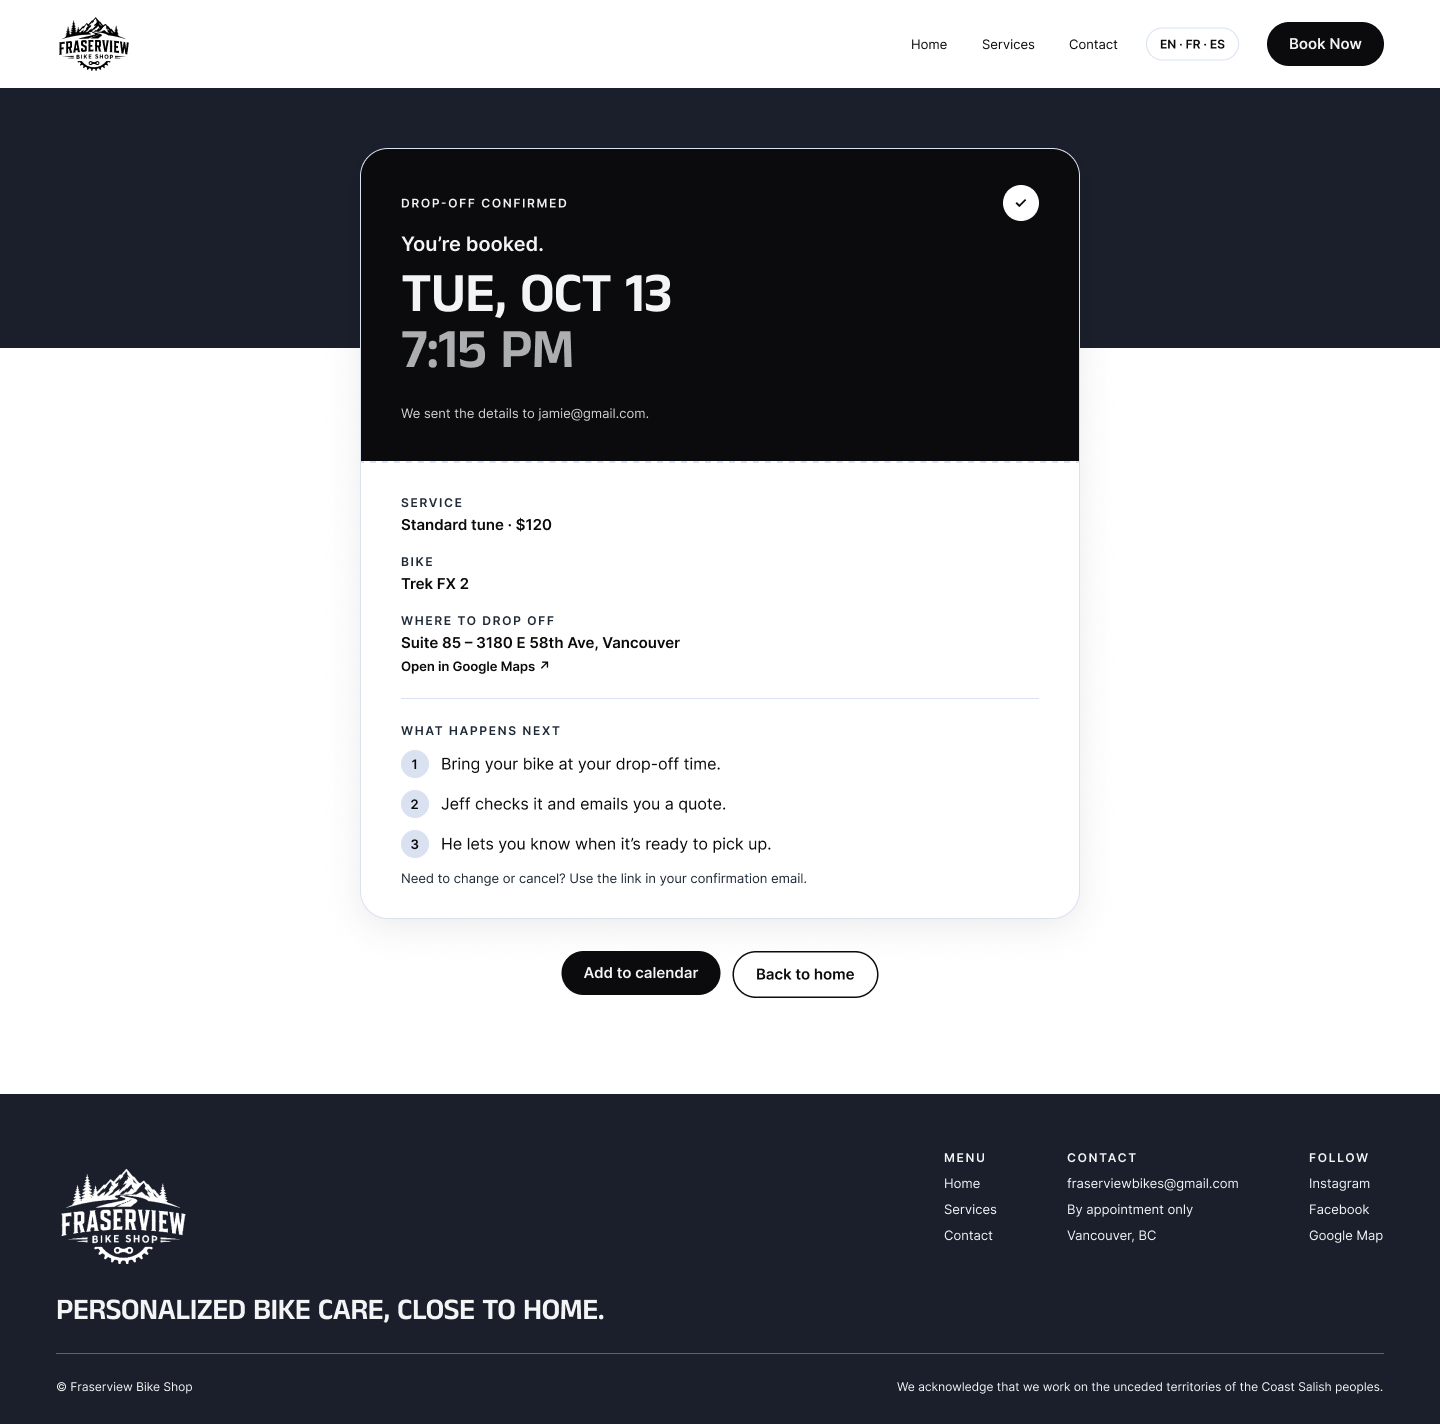 FRASERVIEW
BIKE SHOP
Home
Services
Contact
EN · FR · ES
Book Now
DROP-OFF CONFIRMED
You’re booked.
TUE, OCT 13
7:15 PM
We sent the details to jamie@gmail.com.
SERVICE
Standard tune · $120
BIKE
Trek FX 2
WHERE TO DROP OFF
Suite 85 – 3180 E 58th Ave, Vancouver
Open in Google Maps ↗
WHAT HAPPENS NEXT
1 Bring your bike at your drop-off time.
2 Jeff checks it and emails you a quote.
3 He lets you know when it’s ready to pick up.
Need to change or cancel? Use the link in your confirmation email.
Add to calendar
Back to home
FRASERVIEW
BIKE SHOP
PERSONALIZED BIKE CARE, CLOSE TO HOME.
MENU
Home
Services
Contact
CONTACT
fraserviewbikes@gmail.com
By appointment only
Vancouver, BC
FOLLOW
Instagram
Facebook
Google Map
© Fraserview Bike Shop
We acknowledge that we work on the unceded territories of the Coast Salish peoples.